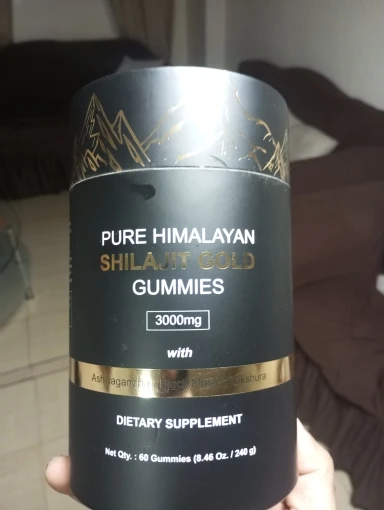 PURE HIMALAYAN
SHILAJIT GOLD
GUMMIES
3000mg
with
DIETARY SUPPLEMENT
Net Qty. : 60 Gummies (8.46 Oz. / 240 g)